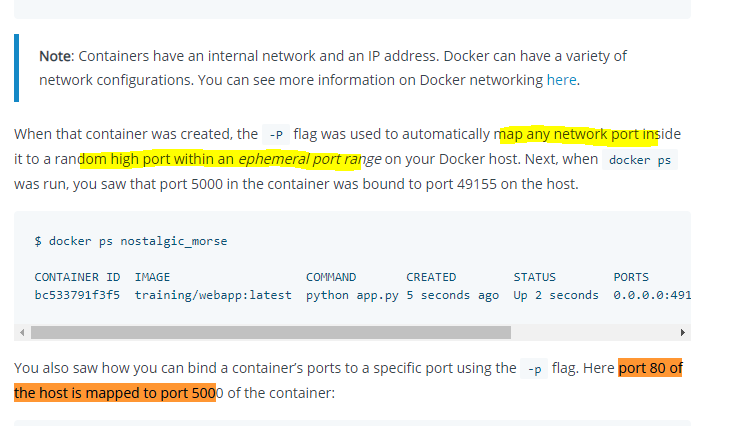 Note: Containers have an internal network and an IP address. Docker can have a variety of
network configurations. You can see more information on Docker networking here.
When that container was created, the -P flag was used to automatically map any network port inside
it to a random high port within an ephemeral port range on your Docker host. Next, when docker ps
was run, you saw that port 5000 in the container was bound to port 49155 on the host.
$ docker ps nostalgic_morse
CONTAINER ID IMAGE COMMAND CREATED STATUS PORTS
bc533791f3f5 training/webapp:latest python app.py 5 seconds ago Up 2 seconds 0.0.0.0:491
You also saw how you can bind a container’s ports to a specific port using the -p flag. Here port 80 of
the host is mapped to port 5000 of the container: